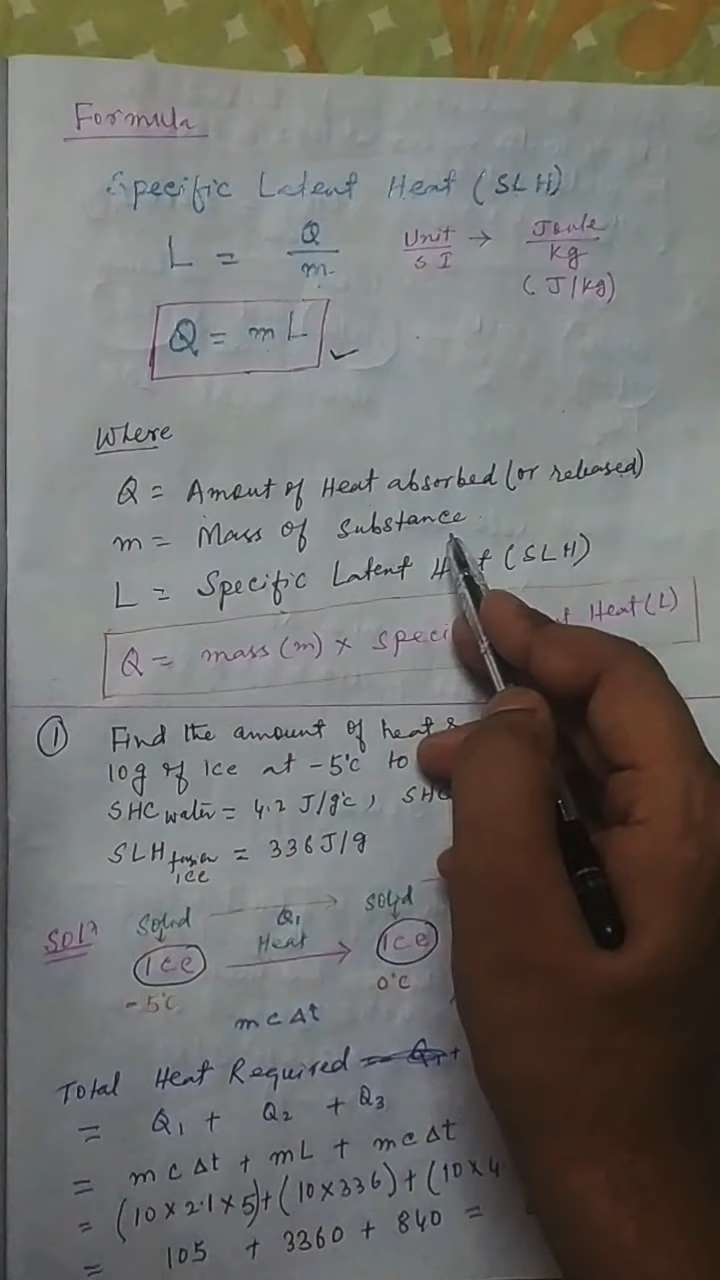 Formula
Specific Latent Heat (SLH)
L = Q/m
Unit/SI → Joule/kg
(J/kg)
Q = mL ✓
Where
Q = Amout of Heat absorbed (or released)
m = Mass of Substance
L = Specific Latent H t (SLH)
Q = mass (m) × speci Heat (L)
① Find the amount of heat
10g of ice at -5°c to
SHC water = 4.2 J/g°c, SHC
SLH fusion ice = 336 J/g
Solⁿ
Solid Q₁ Solid
Ice Heat Ice
-5°C 0°C
mcΔt
Total Heat Required
= Q₁ + Q₂ + Q₃
= mcΔt + mL + mcΔt
= (10×2.1×5)+(10×336)+(10×4
= 105 + 3360 + 840 =